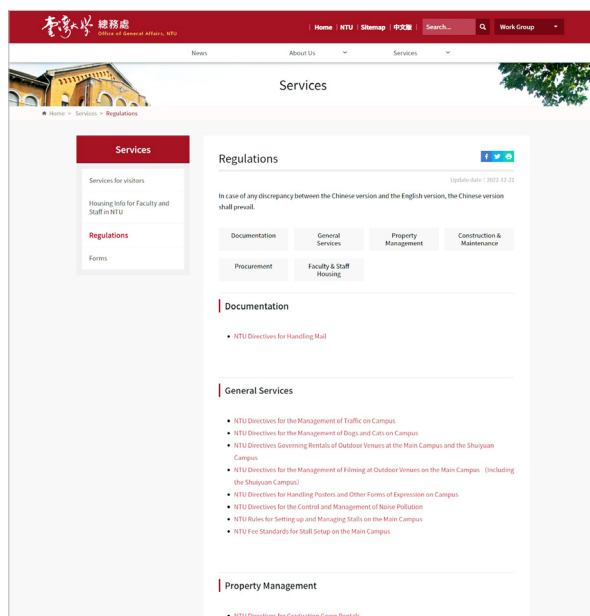 臺灣大學 總務處
Office of General Affairs, NTU
Home | NTU | Sitemap | 中文版 | Search... Work Group
News About Us Services
Services
Home > Services > Regulations
Services
Services for visitors
Housing Info for Faculty and
Staff in NTU
Regulations
Forms
Regulations
Update date : 2022-12-21
In case of any discrepancy between the Chinese version and the English version, the Chinese version
shall prevail.
Documentation
General
Services
Property
Management
Construction &
Maintenance
Procurement
Faculty & Staff
Housing
Documentation
NTU Directives for Handling Mail
General Services
NTU Directives for the Management of Traffic on Campus
NTU Directives for the Management of Dogs and Cats on Campus
NTU Directives Governing Rentals of Outdoor Venues at the Main Campus and the Shuiyuan
Campus
NTU Directives for the Management of Filming at Outdoor Venues on the Main Campus (Including
the Shuiyuan Campus)
NTU Directives for Handling Posters and Other Forms of Expression on Campus
NTU Directives for the Control and Management of Noise Pollution
NTU Rules for Setting up and Managing Stalls on the Main Campus
NTU Fee Standards for Stall Setup on the Main Campus
Property Management
NTU Directives for Graduation Gown Rentals